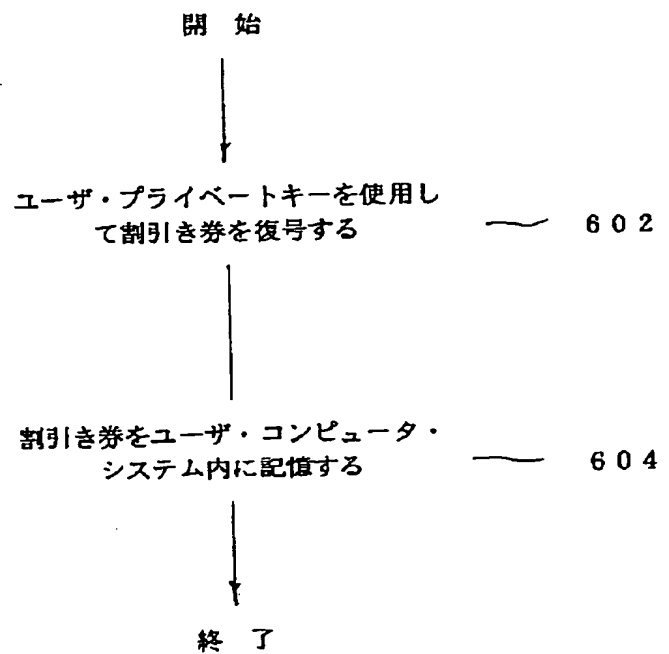 開 始
ユーザ・プライベートキーを使用し
て割引き券を復号する
602
割引き券をユーザ・コンピュータ・
システム内に記憶する
604
終 了